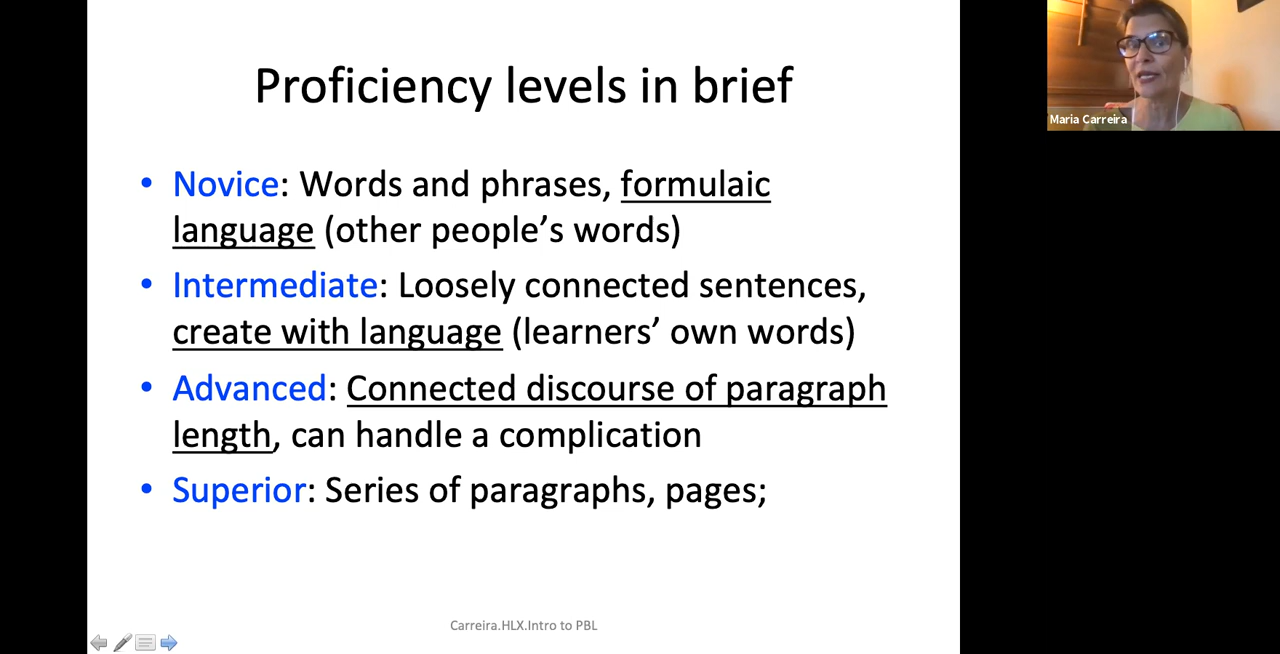 Proficiency levels in brief
Maria Carreira
• Novice: Words and phrases, formulaic
language (other people’s words)
• Intermediate: Loosely connected sentences,
create with language (learners’ own words)
• Advanced: Connected discourse of paragraph
length, can handle a complication
• Superior: Series of paragraphs, pages;
Carreira.HLX.Intro to PBL